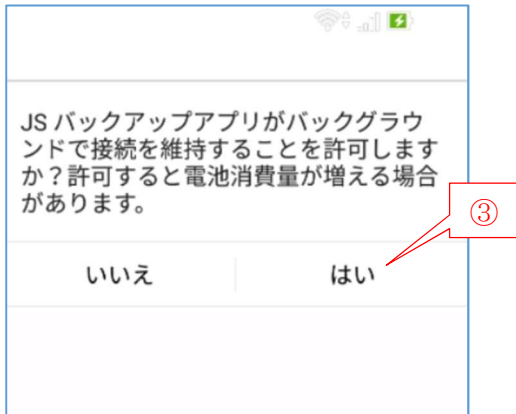 JS バックアップアプリがバックグラウ
ンドで接続を維持することを許可します
か？許可すると電池消費量が増える場合
があります。
③
いいえ はい